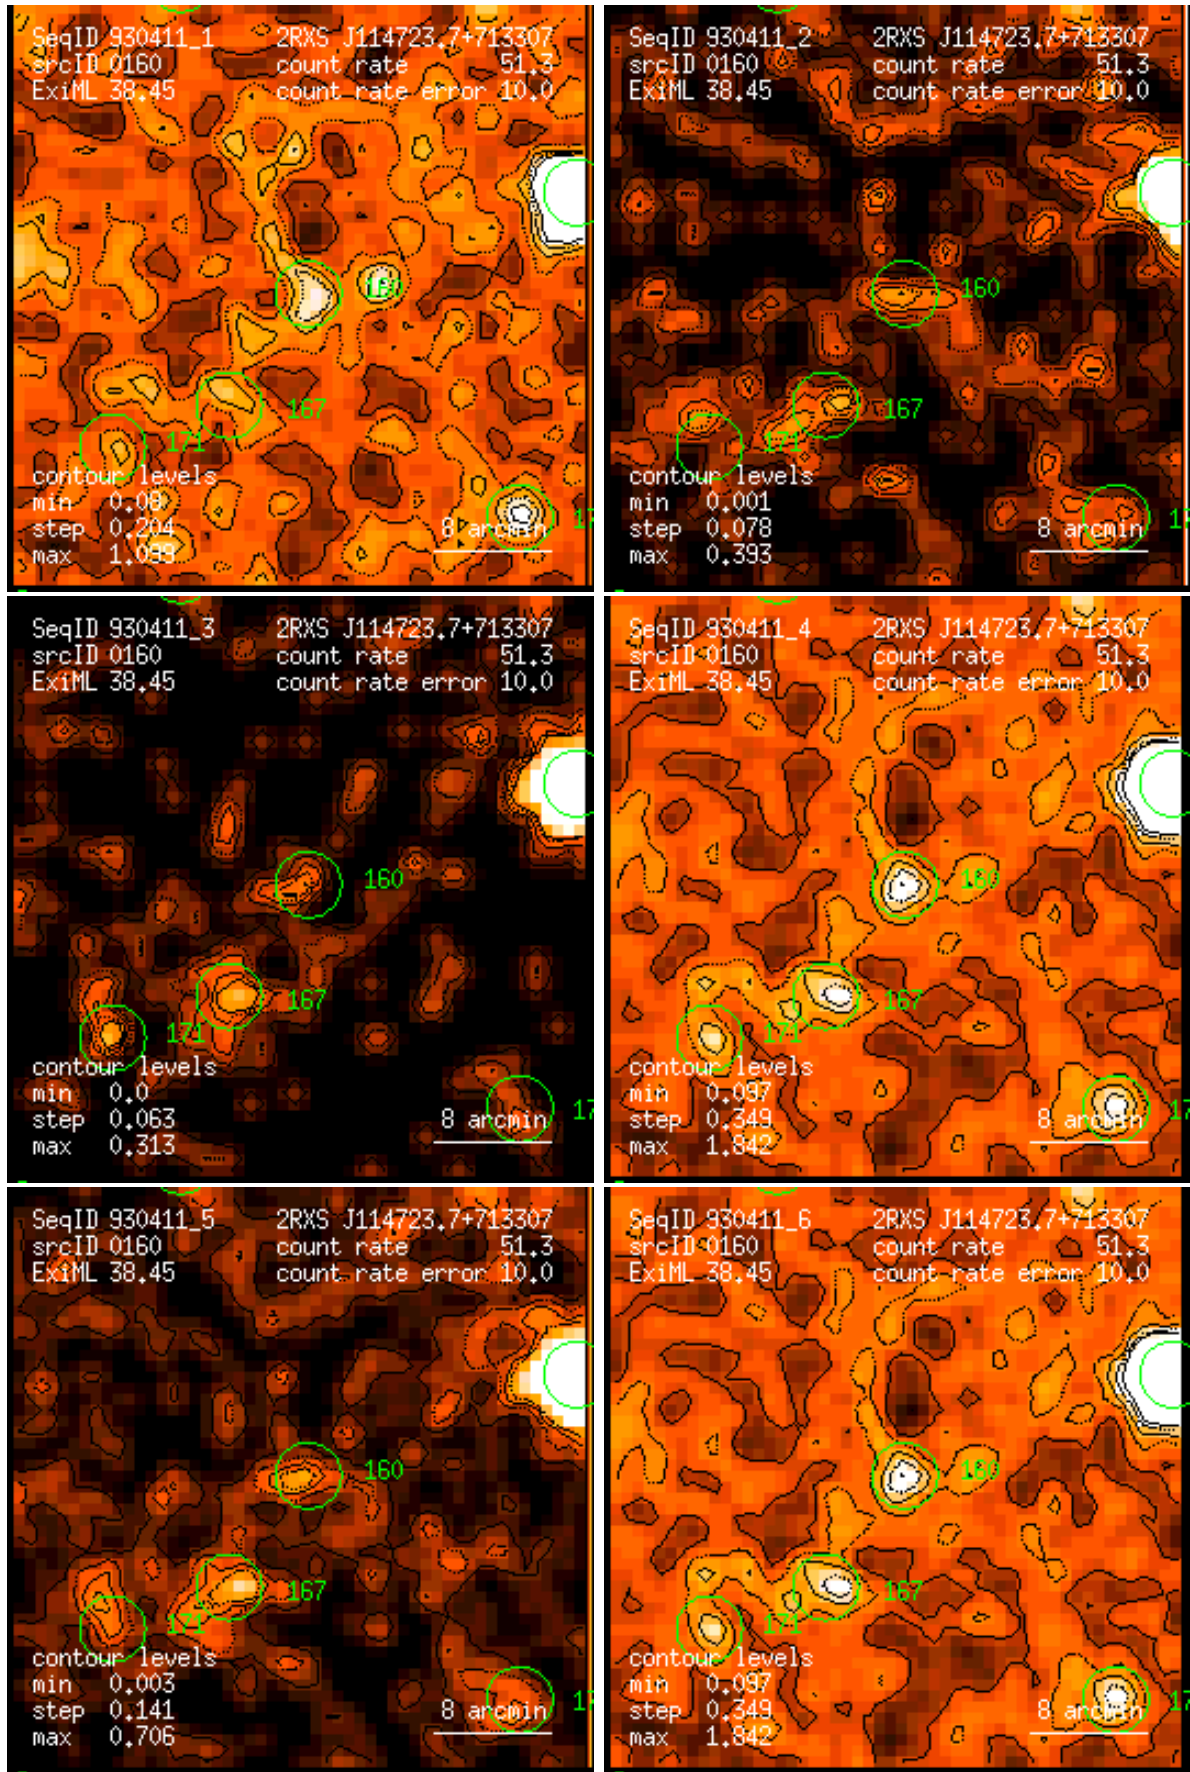 SeqID 930411_1 2RXS J114723.7+713307
srcID 0160 count rate 51.3
ExiML 38.45 count rate error 10.0
160
167
171
contour levels
min 0.08
step 0.204
max 1.099
8 arcmin
17
SeqID 930411_2 2RXS J114723.7+713307
srcID 0160 count rate 51.3
ExiML 38.45 count rate error 10.0
160
167
171
contour levels
min 0.001
step 0.078
max 0.393
8 arcmin
17
SeqID 930411_3 2RXS J114723.7+713307
srcID 0160 count rate 51.3
ExiML 38.45 count rate error 10.0
160
167
171
contour levels
min 0.0
step 0.063
max 0.313
8 arcmin
17
SeqID 930411_4 2RXS J114723.7+713307
srcID 0160 count rate 51.3
ExiML 38.45 count rate error 10.0
160
167
171
contour levels
min 0.097
step 0.349
max 1.842
8 arcmin
17
SeqID 930411_5 2RXS J114723.7+713307
srcID 0160 count rate 51.3
ExiML 38.45 count rate error 10.0
160
167
171
contour levels
min 0.003
step 0.141
max 0.706
8 arcmin
17
SeqID 930411_6 2RXS J114723.7+713307
srcID 0160 count rate 51.3
ExiML 38.45 count rate error 10.0
160
167
171
contour levels
min 0.097
step 0.349
max 1.842
8 arcmin
17